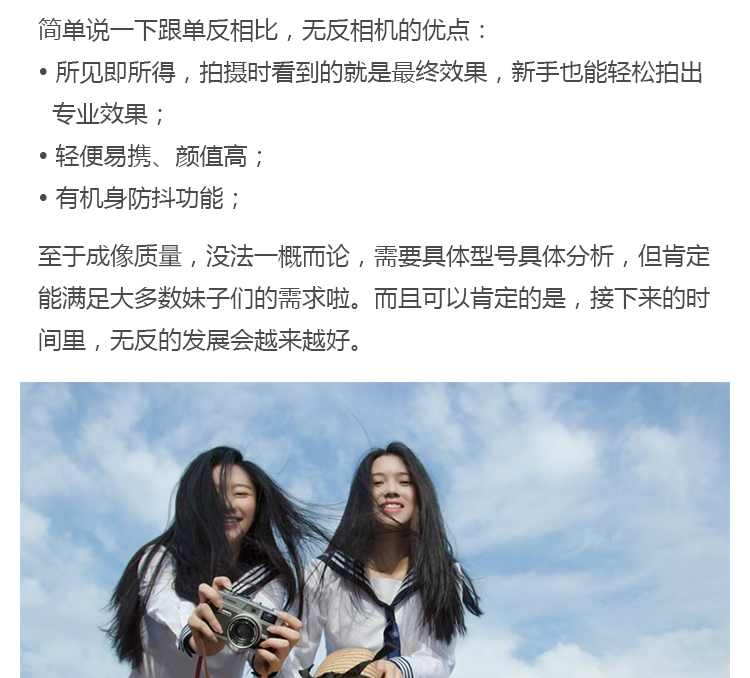 简单说一下跟单反相比，无反相机的优点：
• 所见即所得，拍摄时看到的就是最终效果，新手也能轻松拍出
专业效果；
• 轻便易携、颜值高；
• 有机身防抖功能；
至于成像质量，没法一概而论，需要具体型号具体分析，但肯定
能满足大多数妹子们的需求啦。而且可以肯定的是，接下来的时
间里，无反的发展会越来越好。